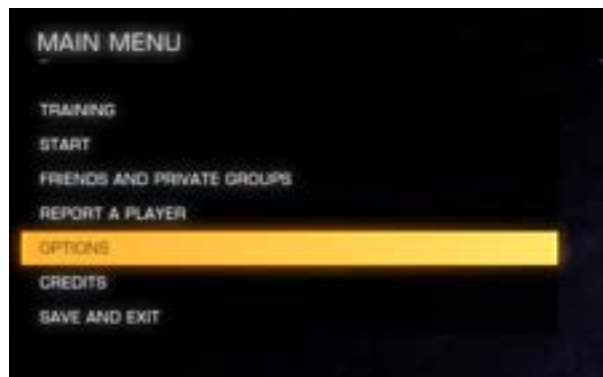 MAIN MENU
TRAINING
START
FRIENDS AND PRIVATE GROUPS
REPORT A PLAYER
OPTIONS
CREDITS
SAVE AND EXIT